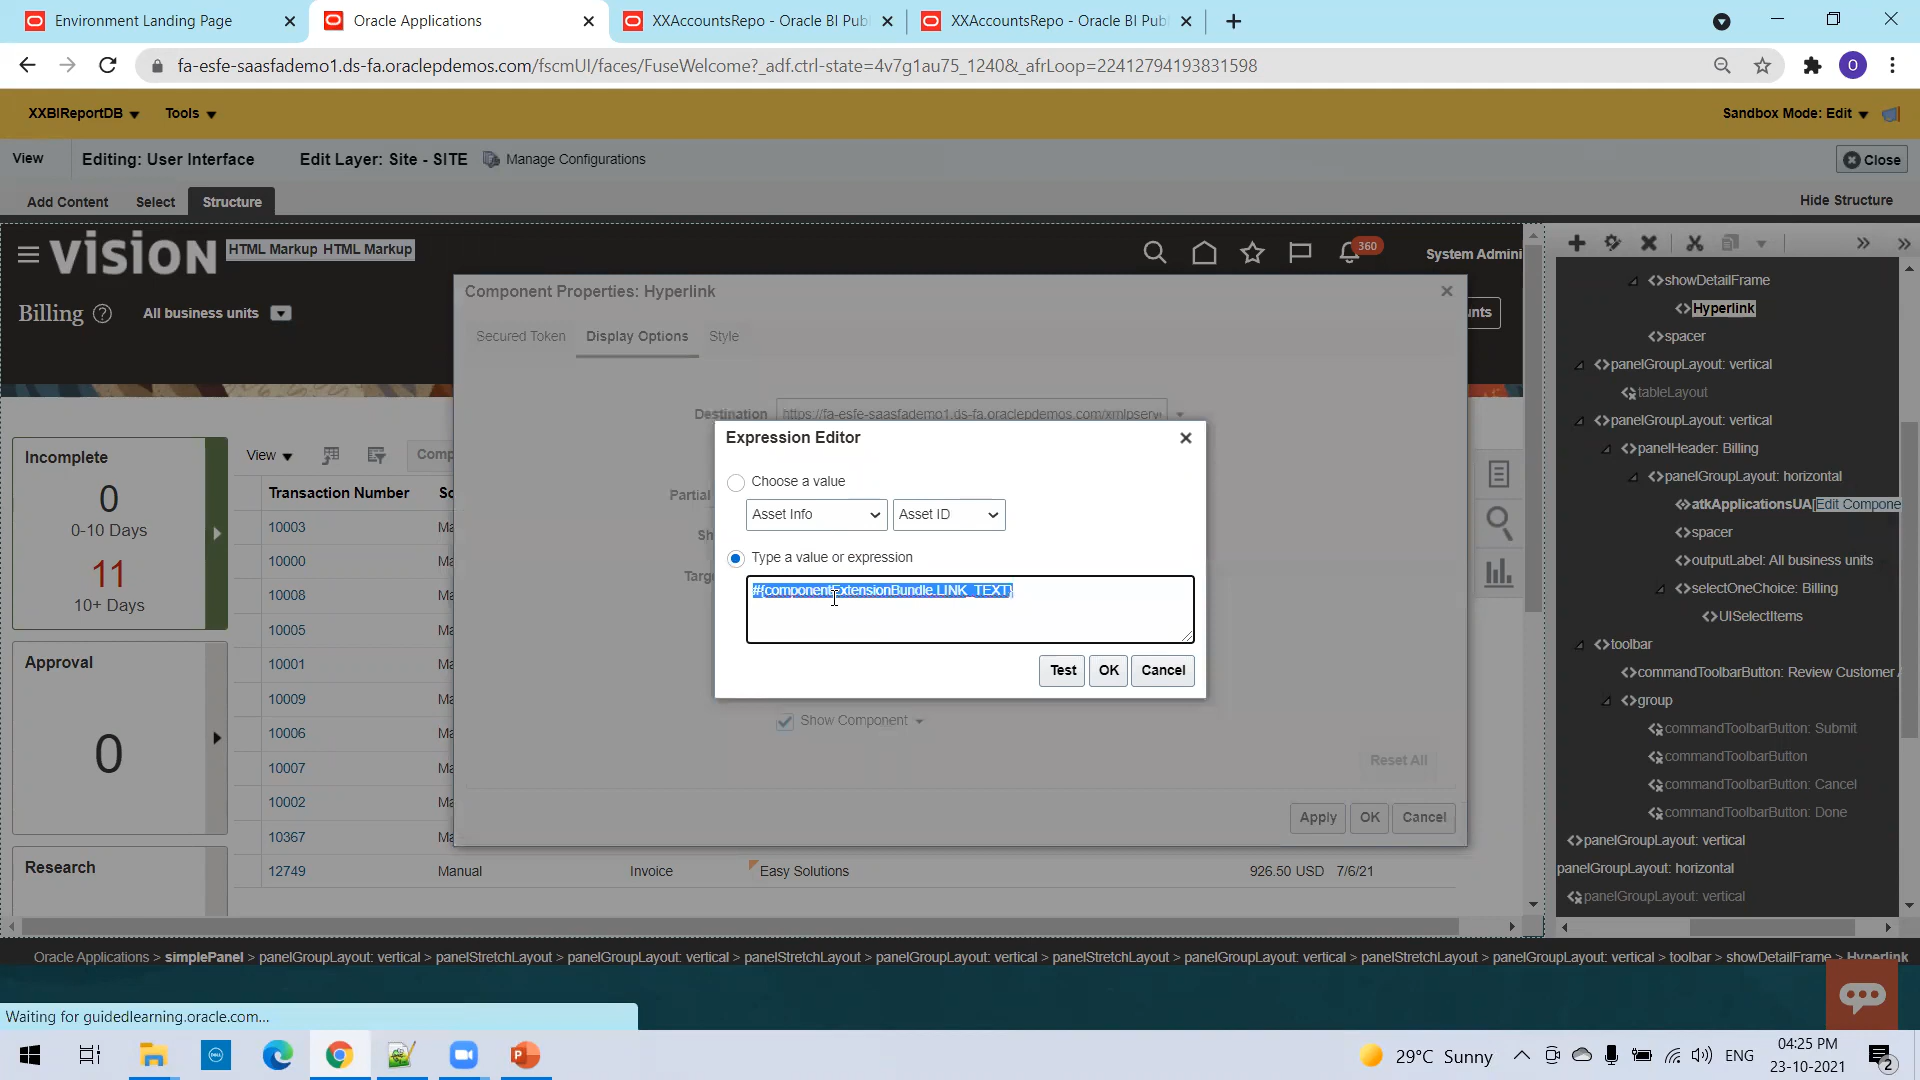 Environment Landing Page
Oracle Applications
XXAccountsRepo - Oracle BI Publ
XXAccountsRepo - Oracle BI Publ
fa-esfe-saasfademo1.ds-fa.oraclepdemos.com/fscmUI/faces/FuseWelcome?_adf.ctrl-state=4v7g1au75_1240&_afrLoop=22412794193831598
O
XXBIReportDB
Tools
Sandbox Mode: Edit
View
Editing: User Interface
Edit Layer: Site - SITE
Manage Configurations
Close
Add Content
Select
Structure
Hide Structure
VISION
HTML Markup HTML Markup
360
System Admini
Billing
All business units
Component Properties: Hyperlink
Secured Token
Display Options
Style
Destination
https://fa-esfe-saasfademo1.ds-fa.oraclepdemos.com/xmlpserv
Partial
Sh
Targe
Expression Editor
Choose a value
Asset Info
Asset ID
Type a value or expression
#{componentExtensionBundle.LINK_TEXT}
Test
OK
Cancel
Show Component
Reset All
Apply
OK
Cancel
unts
Incomplete
0
0-10 Days
11
10+ Days
Approval
0
Research
View
Comp
Transaction Number
So
10003
Ma
10000
Ma
10005
Ma
10001
Ma
10009
Ma
10008
Ma
10006
Ma
10007
Ma
10002
Ma
10367
Ma
12749
Manual
Invoice
Easy Solutions
926.50 USD
7/6/21
showDetailFrame
Hyperlink
spacer
panelGroupLayout: vertical
tableLayout
panelGroupLayout: vertical
panelHeader: Billing
panelGroupLayout: horizontal
atkApplicationsUA[Edit Compone
spacer
outputLabel: All business units
selectOneChoice: Billing
UISelectItems
toolbar
commandToolbarButton: Review Customer A
group
commandToolbarButton: Submit
commandToolbarButton
commandToolbarButton: Cancel
commandToolbarButton: Done
panelGroupLayout: vertical
panelGroupLayout: horizontal
panelGroupLayout: vertical
Oracle Applications > simplePanel > panelGroupLayout: vertical > panelStretchLayout > panelGroupLayout: vertical > panelStretchLayout > panelGroupLayout: vertical > panelStretchLayout > panelGroupLayout: vertical > panelStretchLayout > panelGroupLayout: vertical > toolbar > showDetailFrame > Hyperlink
Waiting for guidedlearning.oracle.com...
29°C Sunny
ENG
04:25 PM
23-10-2021
2